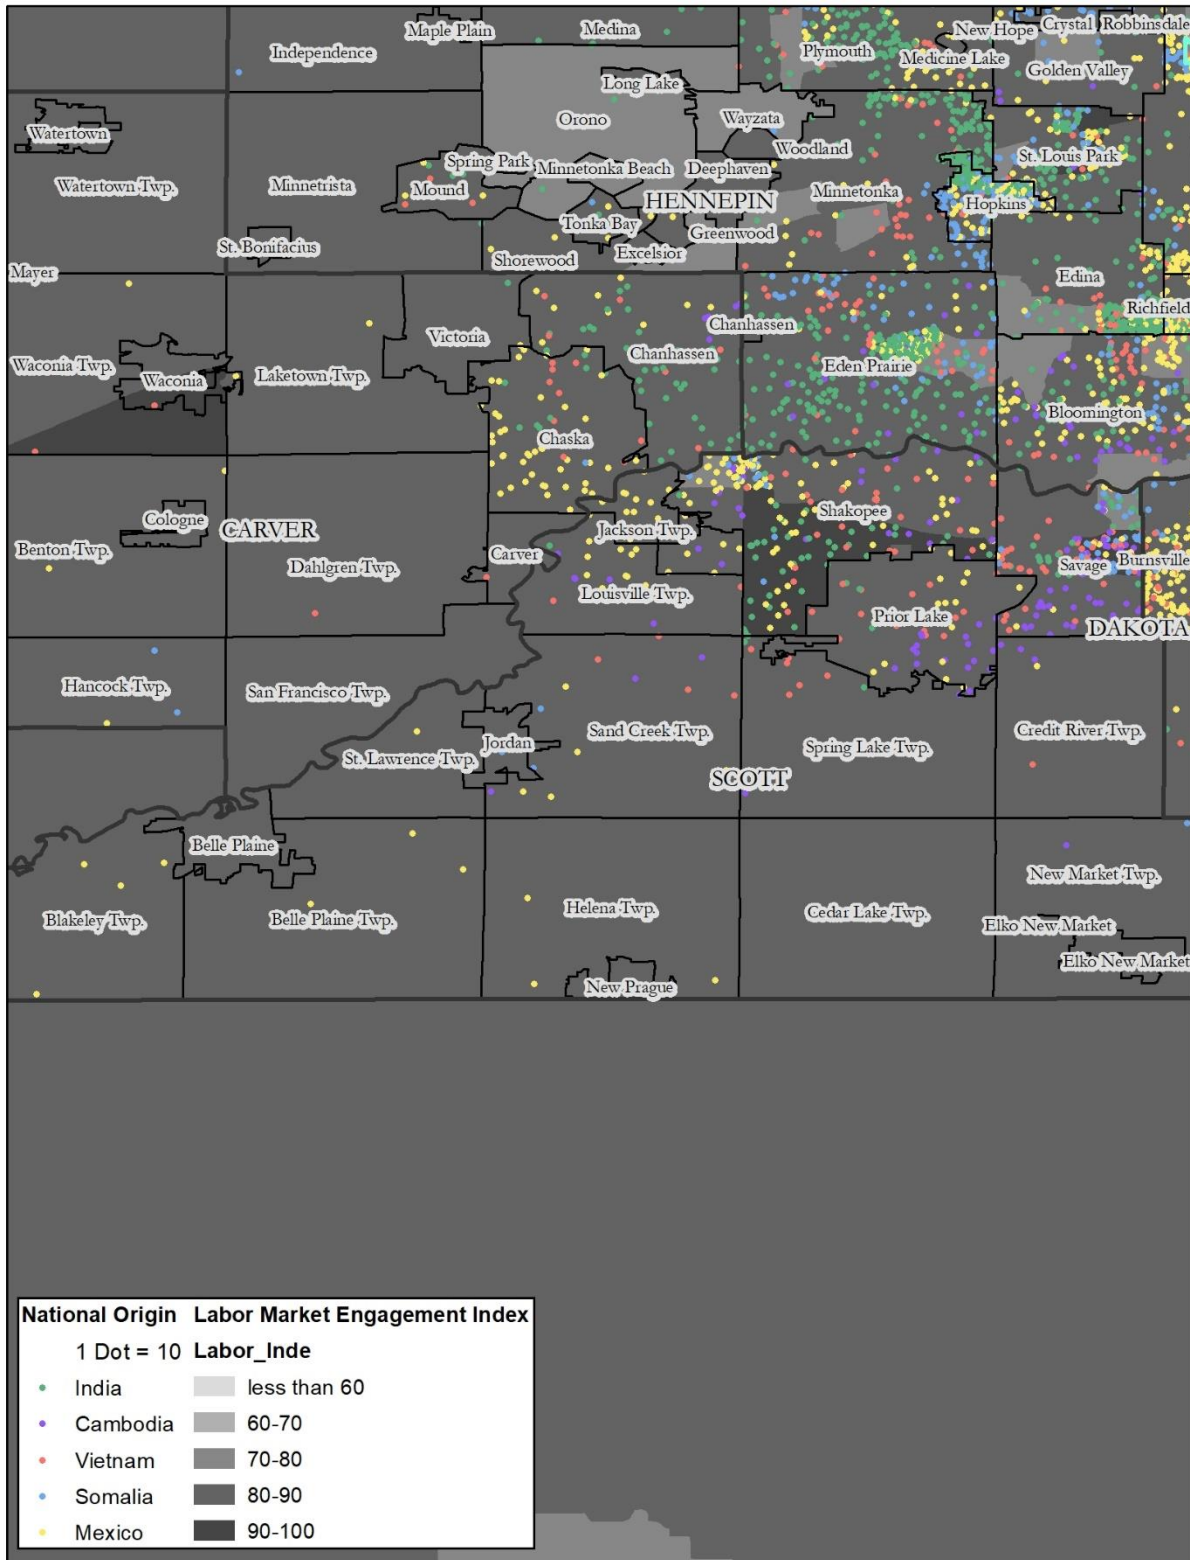 Maple Plain
Medina
New Hope
Crystal
Robbinsdale
Independence
Plymouth
Medicine Lake
Golden Valley
Long Lake
Watertown
Orono
Wayzata
Woodland
St. Louis Park
Watertown Twp.
Minnetrista
Spring Park
Mound
Minnetonka Beach
Deephaven
Minnetonka
HENNEPIN
Hopkins
Tonka Bay
Greenwood
St. Bonifacius
Excelsior
Shorewood
Mayer
Edina
Richfield
Victoria
Chanhassen
Chanhassen
Waconia Twp.
Waconia
Laketown Twp.
Eden Prairie
Bloomington
Chaska
Cologne
CARVER
Jackson Twp.
Shakopee
Benton Twp.
Dahlgren Twp.
Carver
Louisville Twp.
Savage
Burnsville
Prior Lake
DAKOTA
Hancock Twp.
San Francisco Twp.
St. Lawrence Twp.
Jordan
Sand Creek Twp.
Spring Lake Twp.
Credit River Twp.
SCOTT
Belle Plaine
Blakeley Twp.
Belle Plaine Twp.
Helena Twp.
Cedar Lake Twp.
New Market Twp.
Elko New Market
Elko New Market
New Prague
National Origin Labor Market Engagement Index
1 Dot = 10 Labor_Inde
India less than 60
Cambodia 60-70
Vietnam 70-80
Somalia 80-90
Mexico 90-100